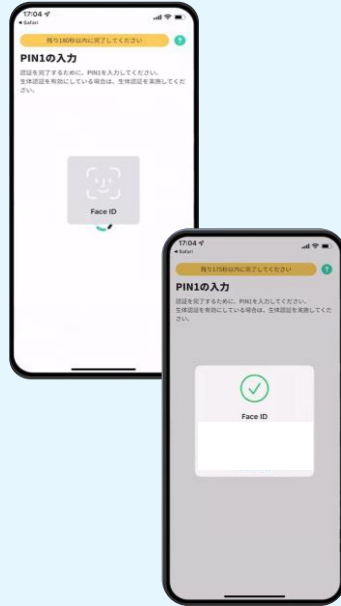 17:04
◀ Safari
残り180秒以内に完了してください
?
PIN1の入力
認証を完了するために、PIN1を入力してください。
生体認証を有効にしている場合は、生体認証を実施してくだ
さい。
Face ID
17:04
◀ Safari
残り175秒以内に完了してください
?
PIN1の入力
認証を完了するために、PIN1を入力してください。
生体認証を有効にしている場合は、生体認証を実施してくだ
さい。
Face ID